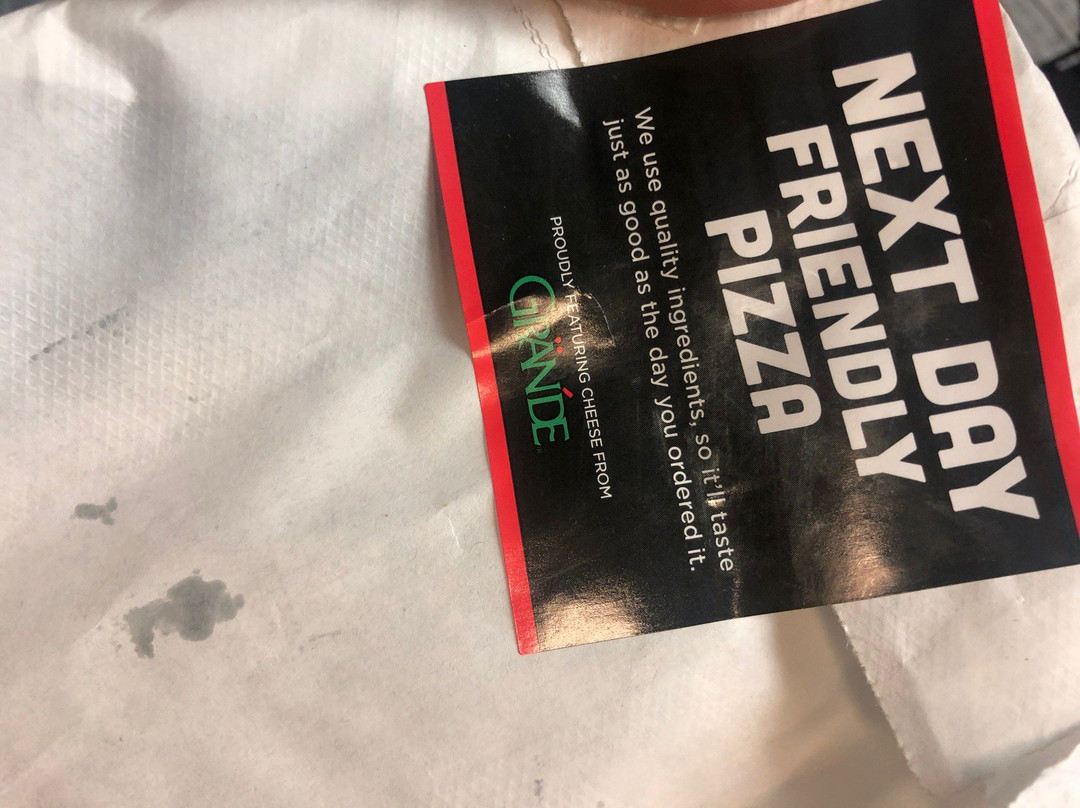 NEXT DAY
FRIENDLY
PIZZA
We use quality ingredients, so it'll taste
just as good as the day you ordered it.
PROUDLY FEATURING CHEESE FROM
GRANDE